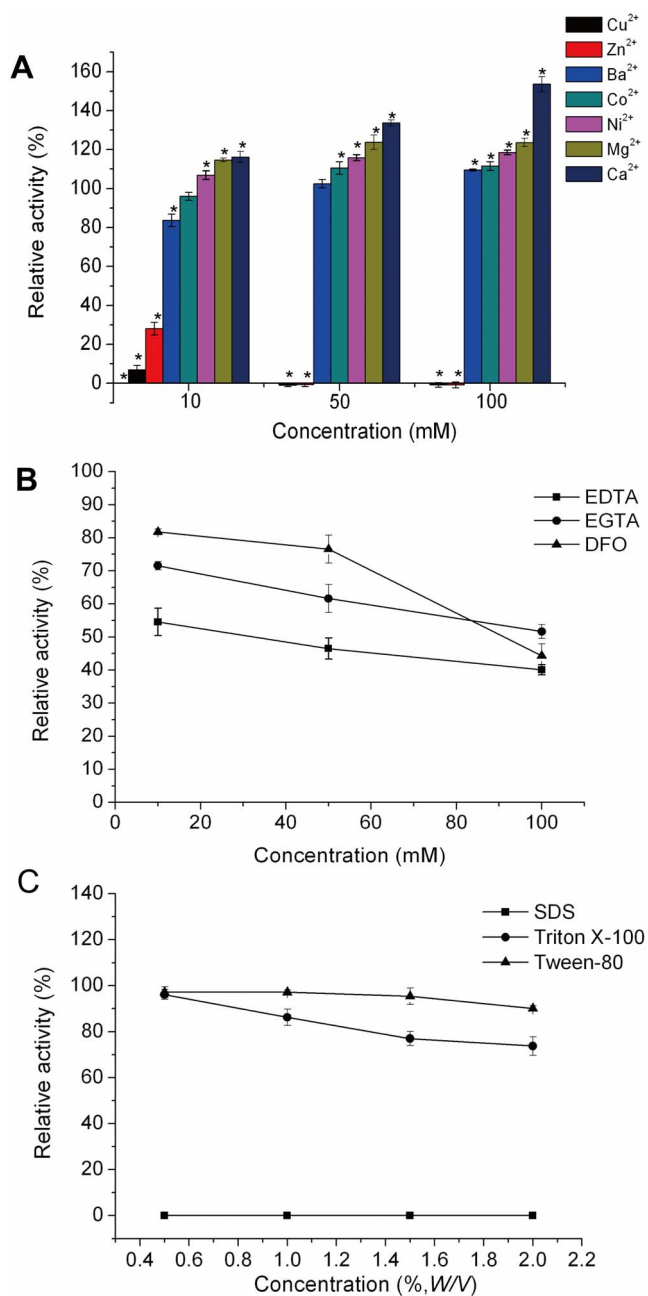 A
Cu²⁺
Zn²⁺
Ba²⁺
Co²⁺
Ni²⁺
Mg²⁺
Ca²⁺
Relative activity (%)
160
140
120
100
80
60
40
20
0
* * * * * * *
* * * * * *
* * * * * * *
10 50 100
Concentration (mM)
B
EDTA
EGTA
DFO
Relative activity (%)
100
90
80
70
60
50
40
30
20
10
0
0 20 40 60 80 100
Concentration (mM)
C
SDS
Triton X-100
Tween-80
Relative activity (%)
140
120
100
80
60
40
20
0
0.4 0.6 0.8 1.0 1.2 1.4 1.6 1.8 2.0 2.2
Concentration (%,W/V)